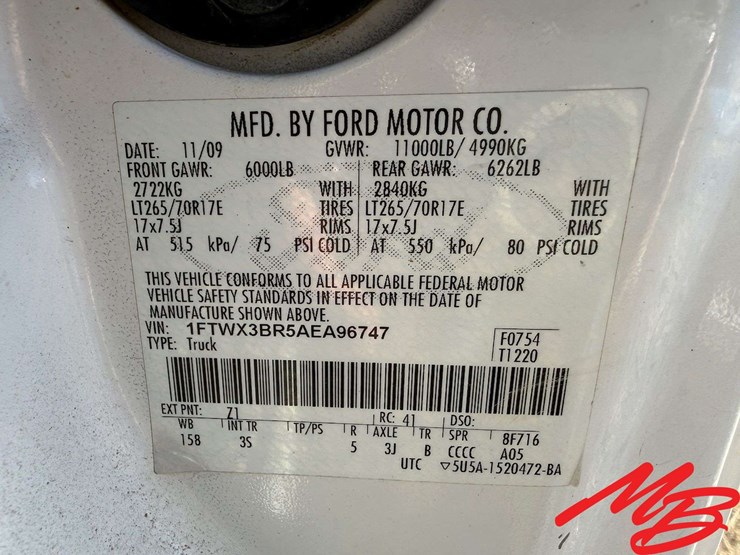 MFD. BY FORD MOTOR CO.
DATE: 11/09 GVWR: 11000LB/ 4990KG
FRONT GAWR: 6000LB REAR GAWR: 6262LB
2722KG WITH 2840KG WITH
LT265/70R17E TIRES LT265/70R17E TIRES
17x7.5J RIMS 17x7.5J RIMS
AT 515 kPa/ 75 PSI COLD AT 550 kPa/ 80 PSI COLD
THIS VEHICLE CONFORMS TO ALL APPLICABLE FEDERAL MOTOR
VEHICLE SAFETY STANDARDS IN EFFECT ON THE DATE OF
MANUFACTURE SHOWN ABOVE.
VIN: 1FTWX3BR5AEA96747 F0754
TYPE: Truck T1220
EXT PNT: Z1 RC: 41 DSO:
WB INT TR TP/PS R AXLE TR SPR 8F716
158 3S 5 3J B CCCC A05
UTC ▽5U5A-1520472-BA
MB